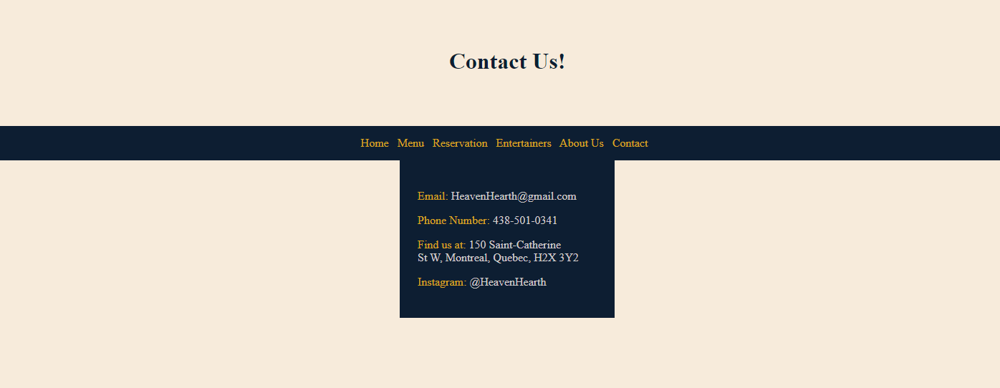 Contact Us!
Home Menu Reservation Entertainers About Us Contact
Email: HeavenHearth@gmail.com
Phone Number: 438-501-0341
Find us at: 150 Saint-Catherine
St W, Montreal, Quebec, H2X 3Y2
Instagram: @HeavenHearth